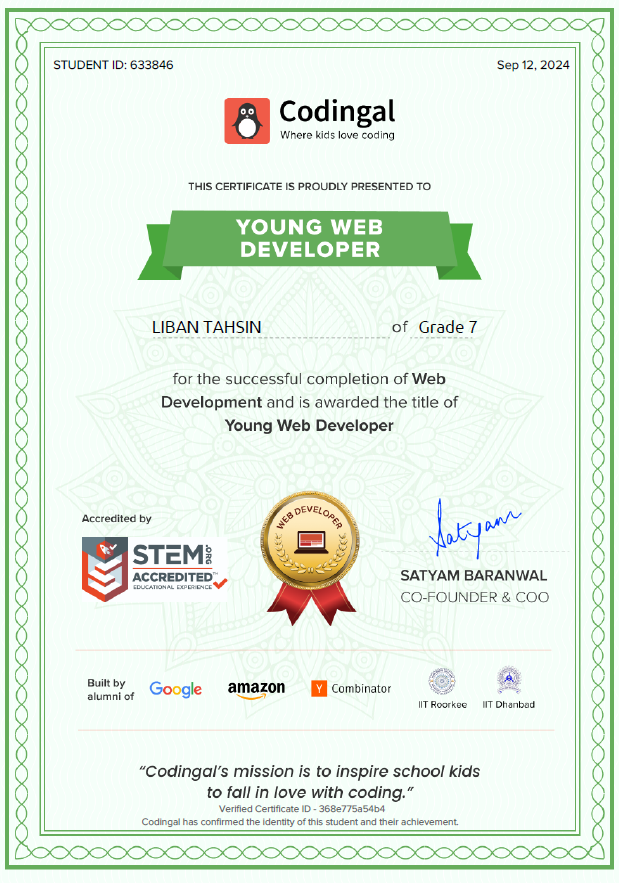 STUDENT ID: 633846
Sep 12, 2024
Codingal
Where kids love coding
THIS CERTIFICATE IS PROUDLY PRESENTED TO
YOUNG WEB
DEVELOPER
LIBAN TAHSIN of Grade 7
for the successful completion of Web
Development and is awarded the title of
Young Web Developer
Accredited by
STEM.ORG
ACCREDITED
EDUCATIONAL EXPERIENCE
WEB DEVELOPER
Satyam
SATYAM BARANWAL
CO-FOUNDER & COO
Built by
alumni of
Google
amazon
Y Combinator
IIT Roorkee
IIT Dhanbad
“Codingal’s mission is to inspire school kids
to fall in love with coding.”
Verified Certificate ID - 368e775a54b4
Codingal has confirmed the identity of this student and their achievement.